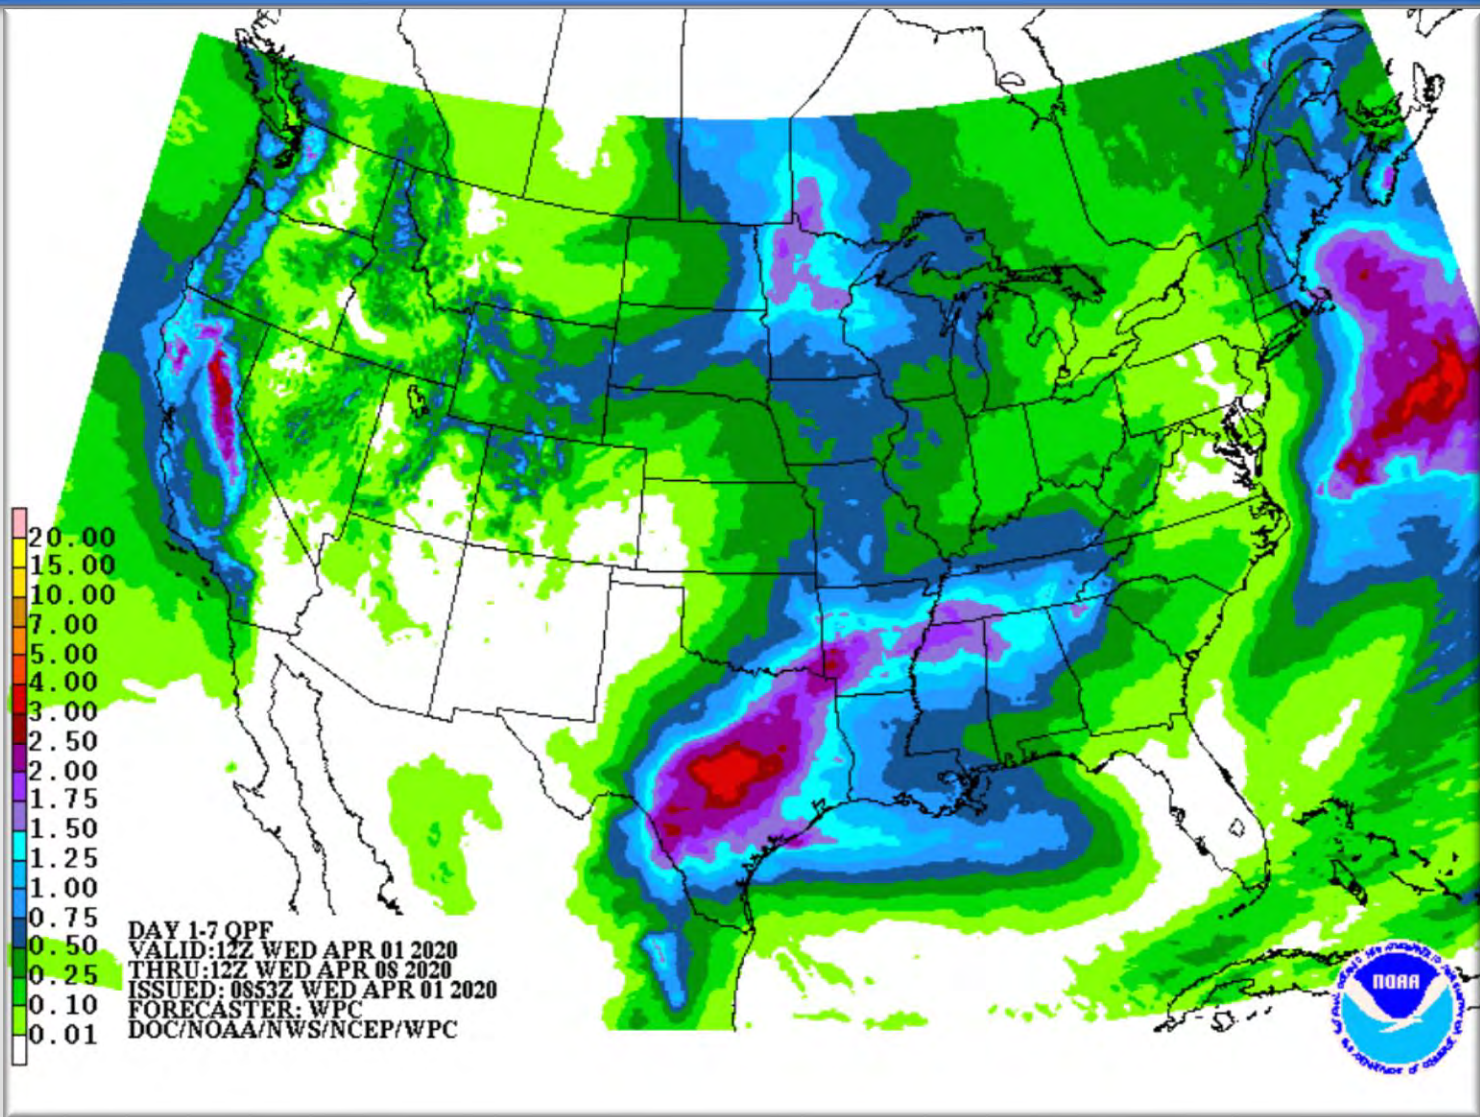 20.00
15.00
10.00
7.00
5.00
4.00
3.00
2.50
2.00
1.75
1.50
1.25
1.00
0.75
0.50
0.25
0.10
0.01
DAY 1-7 QPF
VALID:12Z WED APR 01 2020
THRU:12Z WED APR 08 2020
ISSUED: 0853Z WED APR 01 2020
FORECASTER: WPC
DOC/NOAA/NWS/NCEP/WPC
NOAA